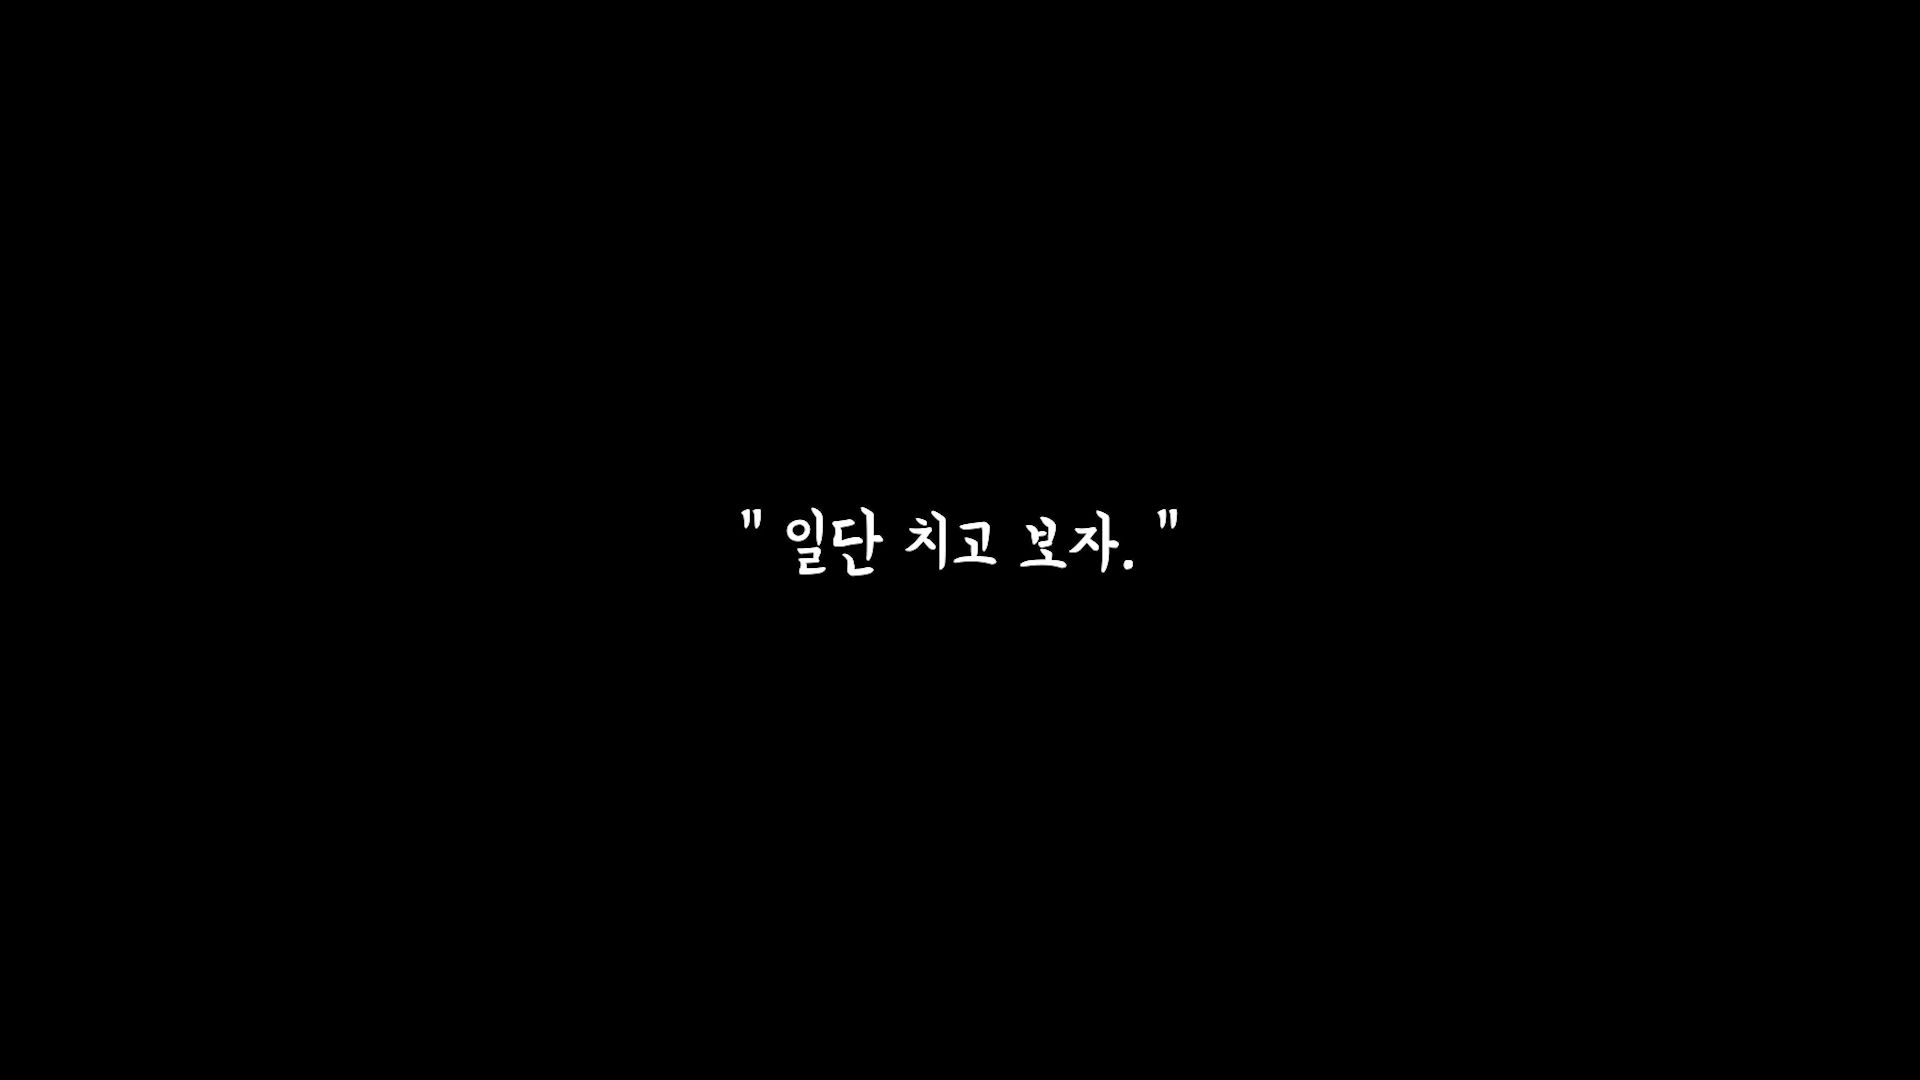 " 일단 치고 보자. "